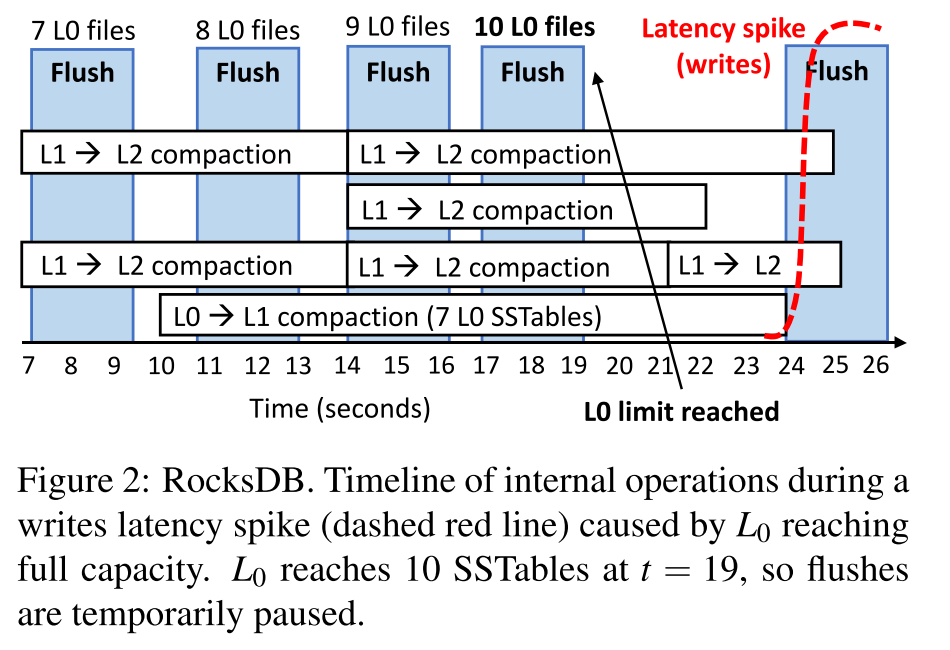 7 L0 files 8 L0 files 9 L0 files 10 L0 files Latency spike
(writes)
Flush Flush Flush Flush Flush
L1 → L2 compaction L1 → L2 compaction
L1 → L2 compaction
L1 → L2 compaction L1 → L2 compaction L1 → L2
L0 → L1 compaction (7 L0 SSTables)
7 8 9 10 11 12 13 14 15 16 17 18 19 20 21 22 23 24 25 26
Time (seconds) L0 limit reached
Figure 2: RocksDB. Timeline of internal operations during a
writes latency spike (dashed red line) caused by L0 reaching
full capacity. L0 reaches 10 SSTables at t = 19, so flushes
are temporarily paused.